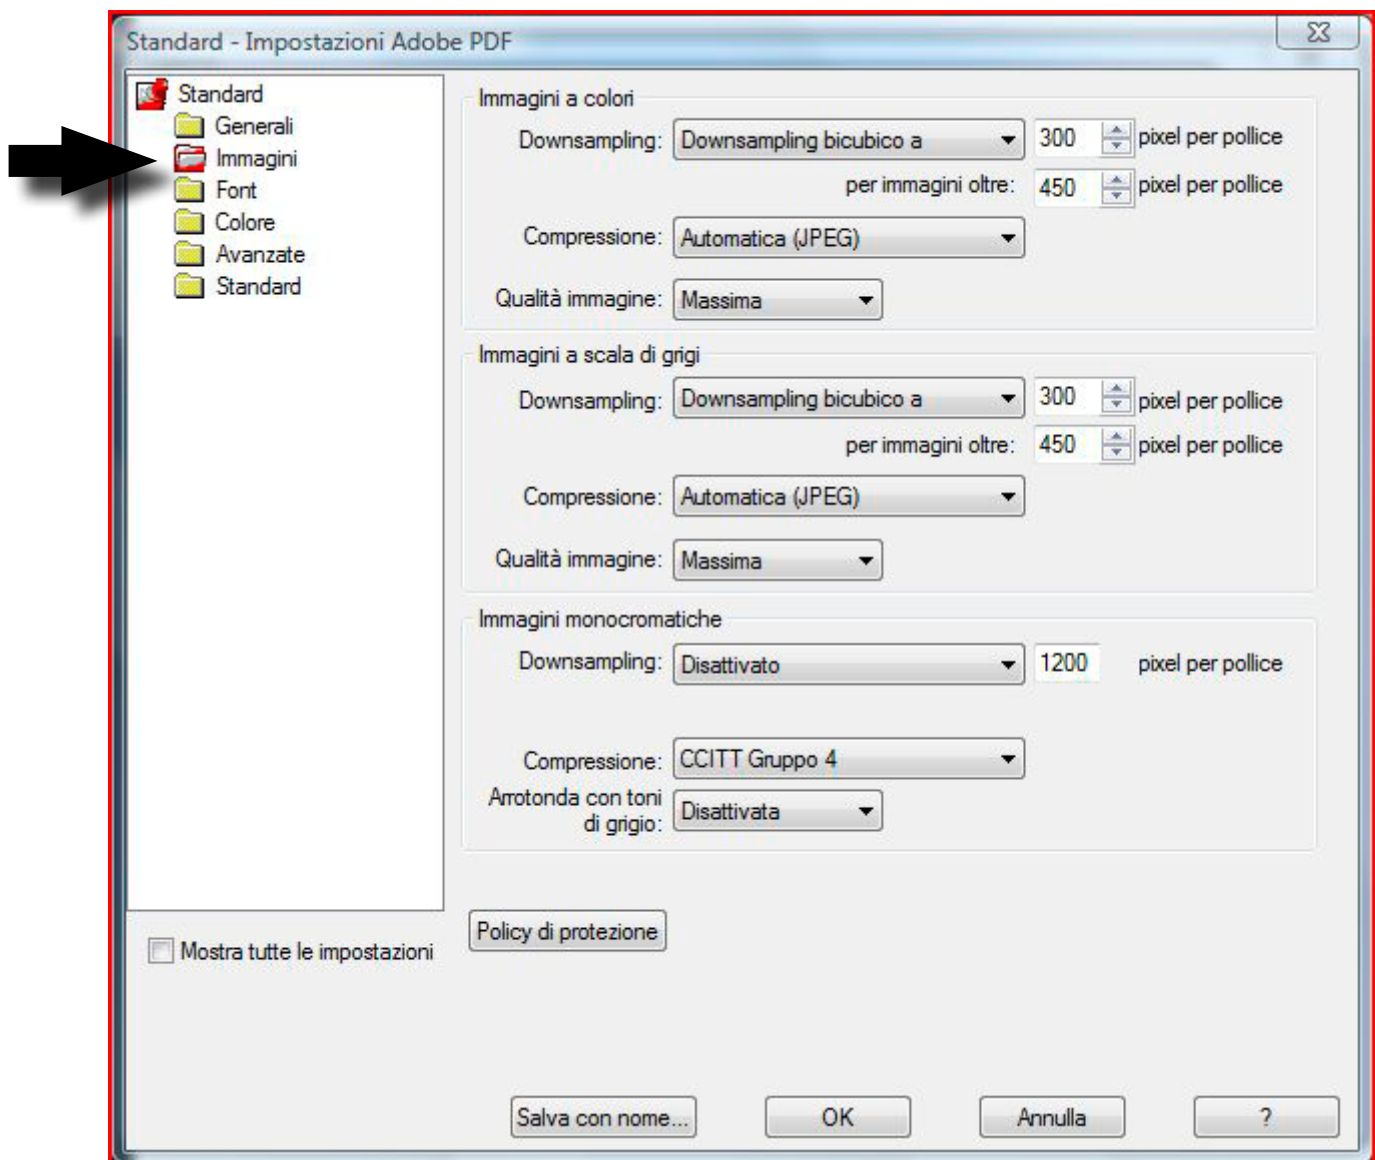 Standard - Impostazioni Adobe PDF
Standard
Generali
Immagini
Font
Colore
Avanzate
Standard
Mostra tutte le impostazioni
Immagini a colori
Downsampling: Downsampling bicubico a 300 pixel per pollice
per immagini oltre: 450 pixel per pollice
Compressione: Automatica (JPEG)
Qualità immagine: Massima
Immagini a scala di grigi
Downsampling: Downsampling bicubico a 300 pixel per pollice
per immagini oltre: 450 pixel per pollice
Compressione: Automatica (JPEG)
Qualità immagine: Massima
Immagini monocromatiche
Downsampling: Disattivato 1200 pixel per pollice
Compressione: CCITT Gruppo 4
Arrotonda con toni
di grigio: Disattivata
Policy di protezione
Salva con nome... OK Annulla ?